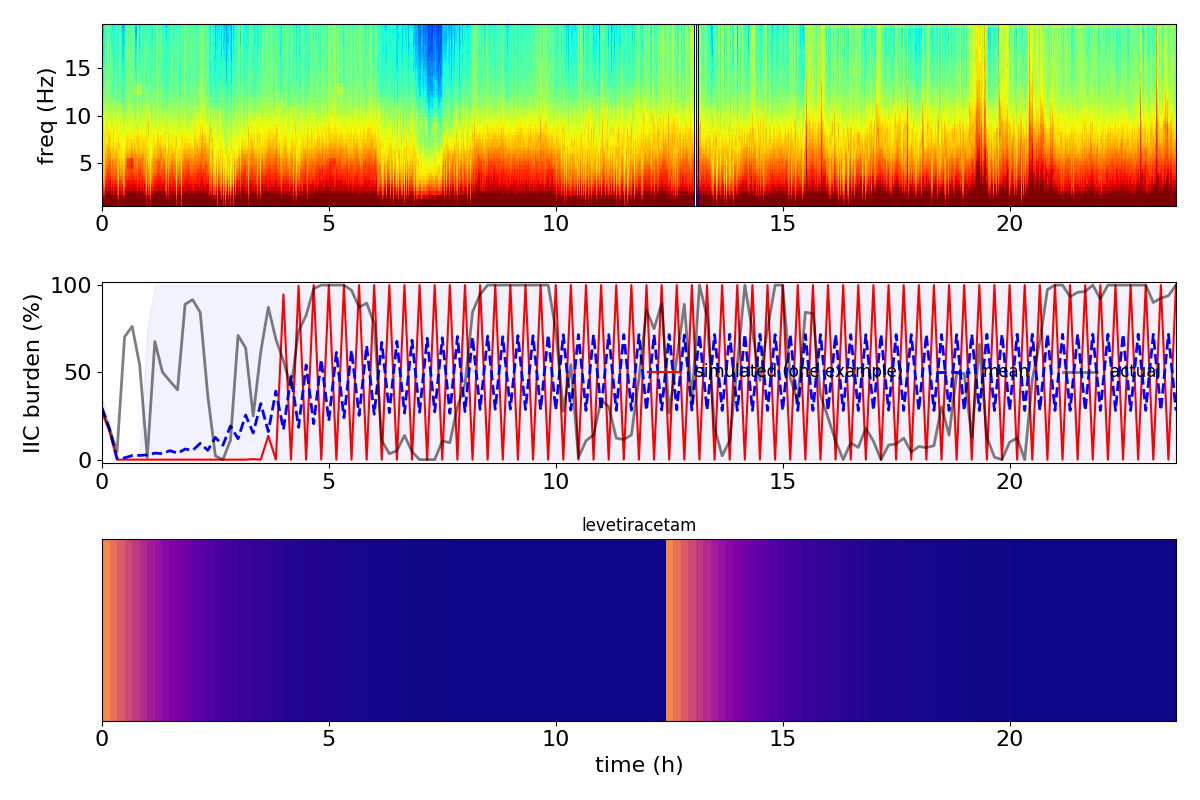 freq (Hz)
15
10
5
0 5 10 15 20
IIC burden (%)
100
50
0
simulated (one example) mean actual
0 5 10 15 20
levetiracetam
0 5 10 15 20
time (h)